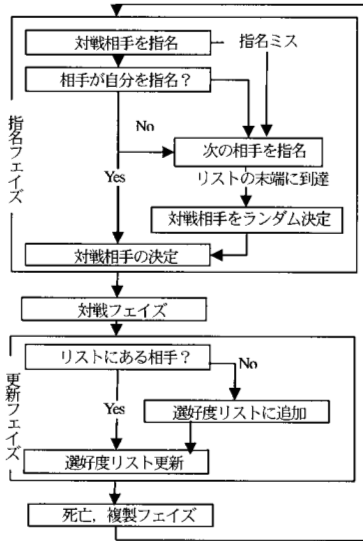 対戦相手を指名
指名ミス
相手が自分を指名？
No
次の相手を指名
Yes
リストの末端に到達
対戦相手をランダム決定
対戦相手の決定
指名フェイズ
対戦フェイズ
リストにある相手？
No
Yes
選好度リストに追加
選好度リスト更新
更新フェイズ
死亡，複製フェイズ